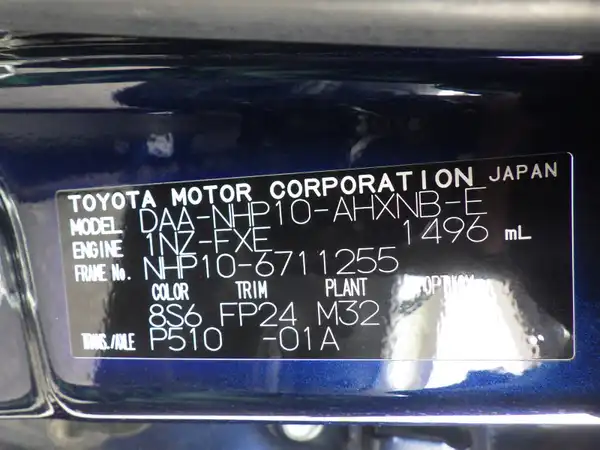 TOYOTA MOTOR CORPORATION JAPAN
MODEL DAA-NHP10-AHXNB-E
ENGINE 1NZ-FXE 1496 mL
FRAME No. NHP10-6711255
COLOR TRIM PLANT OPTION
8S6 FP24 M32
TRANS./AXLE P510 -01A